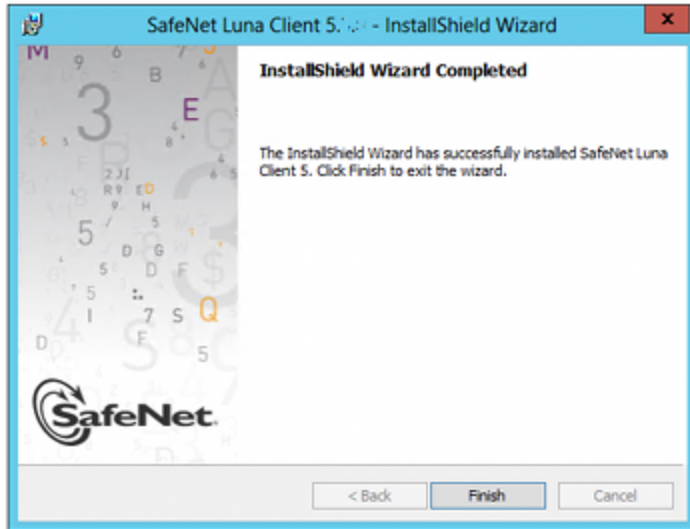 SafeNet Luna Client 5. - InstallShield Wizard
x
InstallShield Wizard Completed
The InstallShield Wizard has successfully installed SafeNet Luna
Client 5. Click Finish to exit the wizard.
SafeNet.
< Back
Finish
Cancel